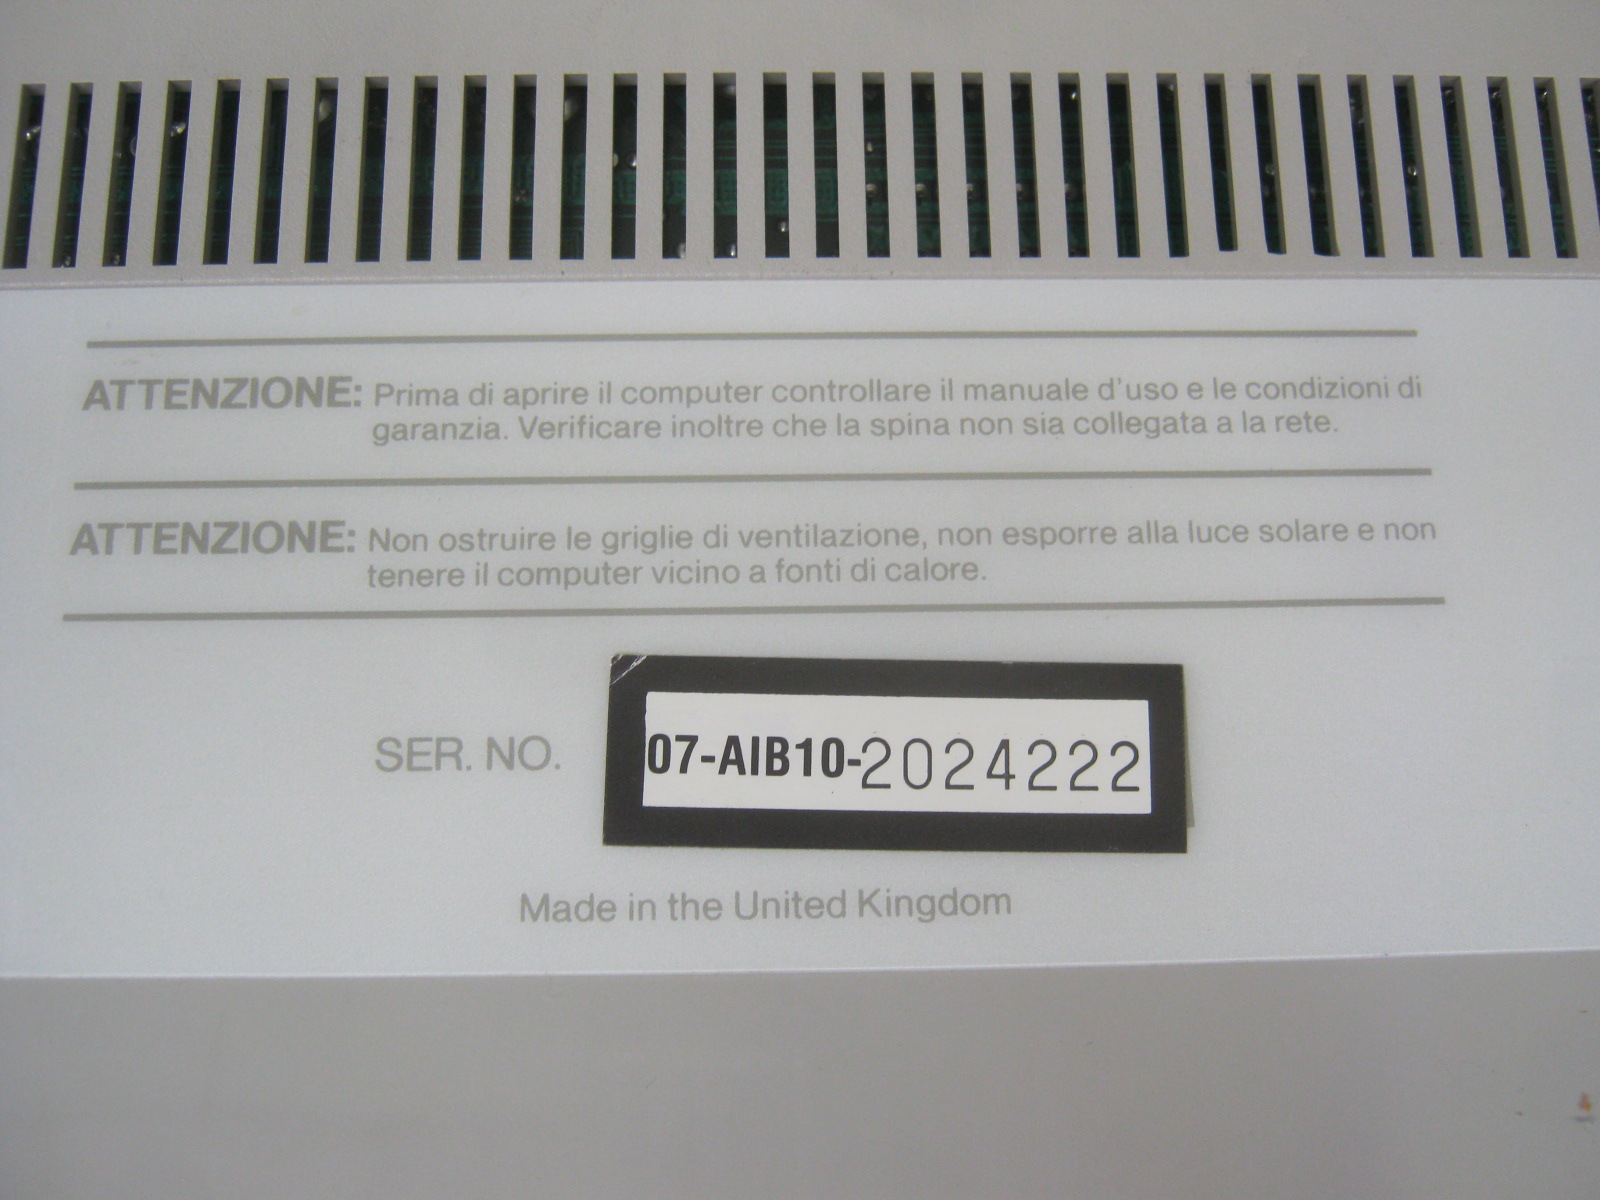 ATTENZIONE: Prima di aprire il computer controllare il manuale d'uso e le condizioni di
garanzia. Verificare inoltre che la spina non sia collegata a la rete.
ATTENZIONE: Non ostruire le griglie di ventilazione, non esporre alla luce solare e non
tenere il computer vicino a fonti di calore.
SER. NO. 07-AIB10-2024222
Made in the United Kingdom